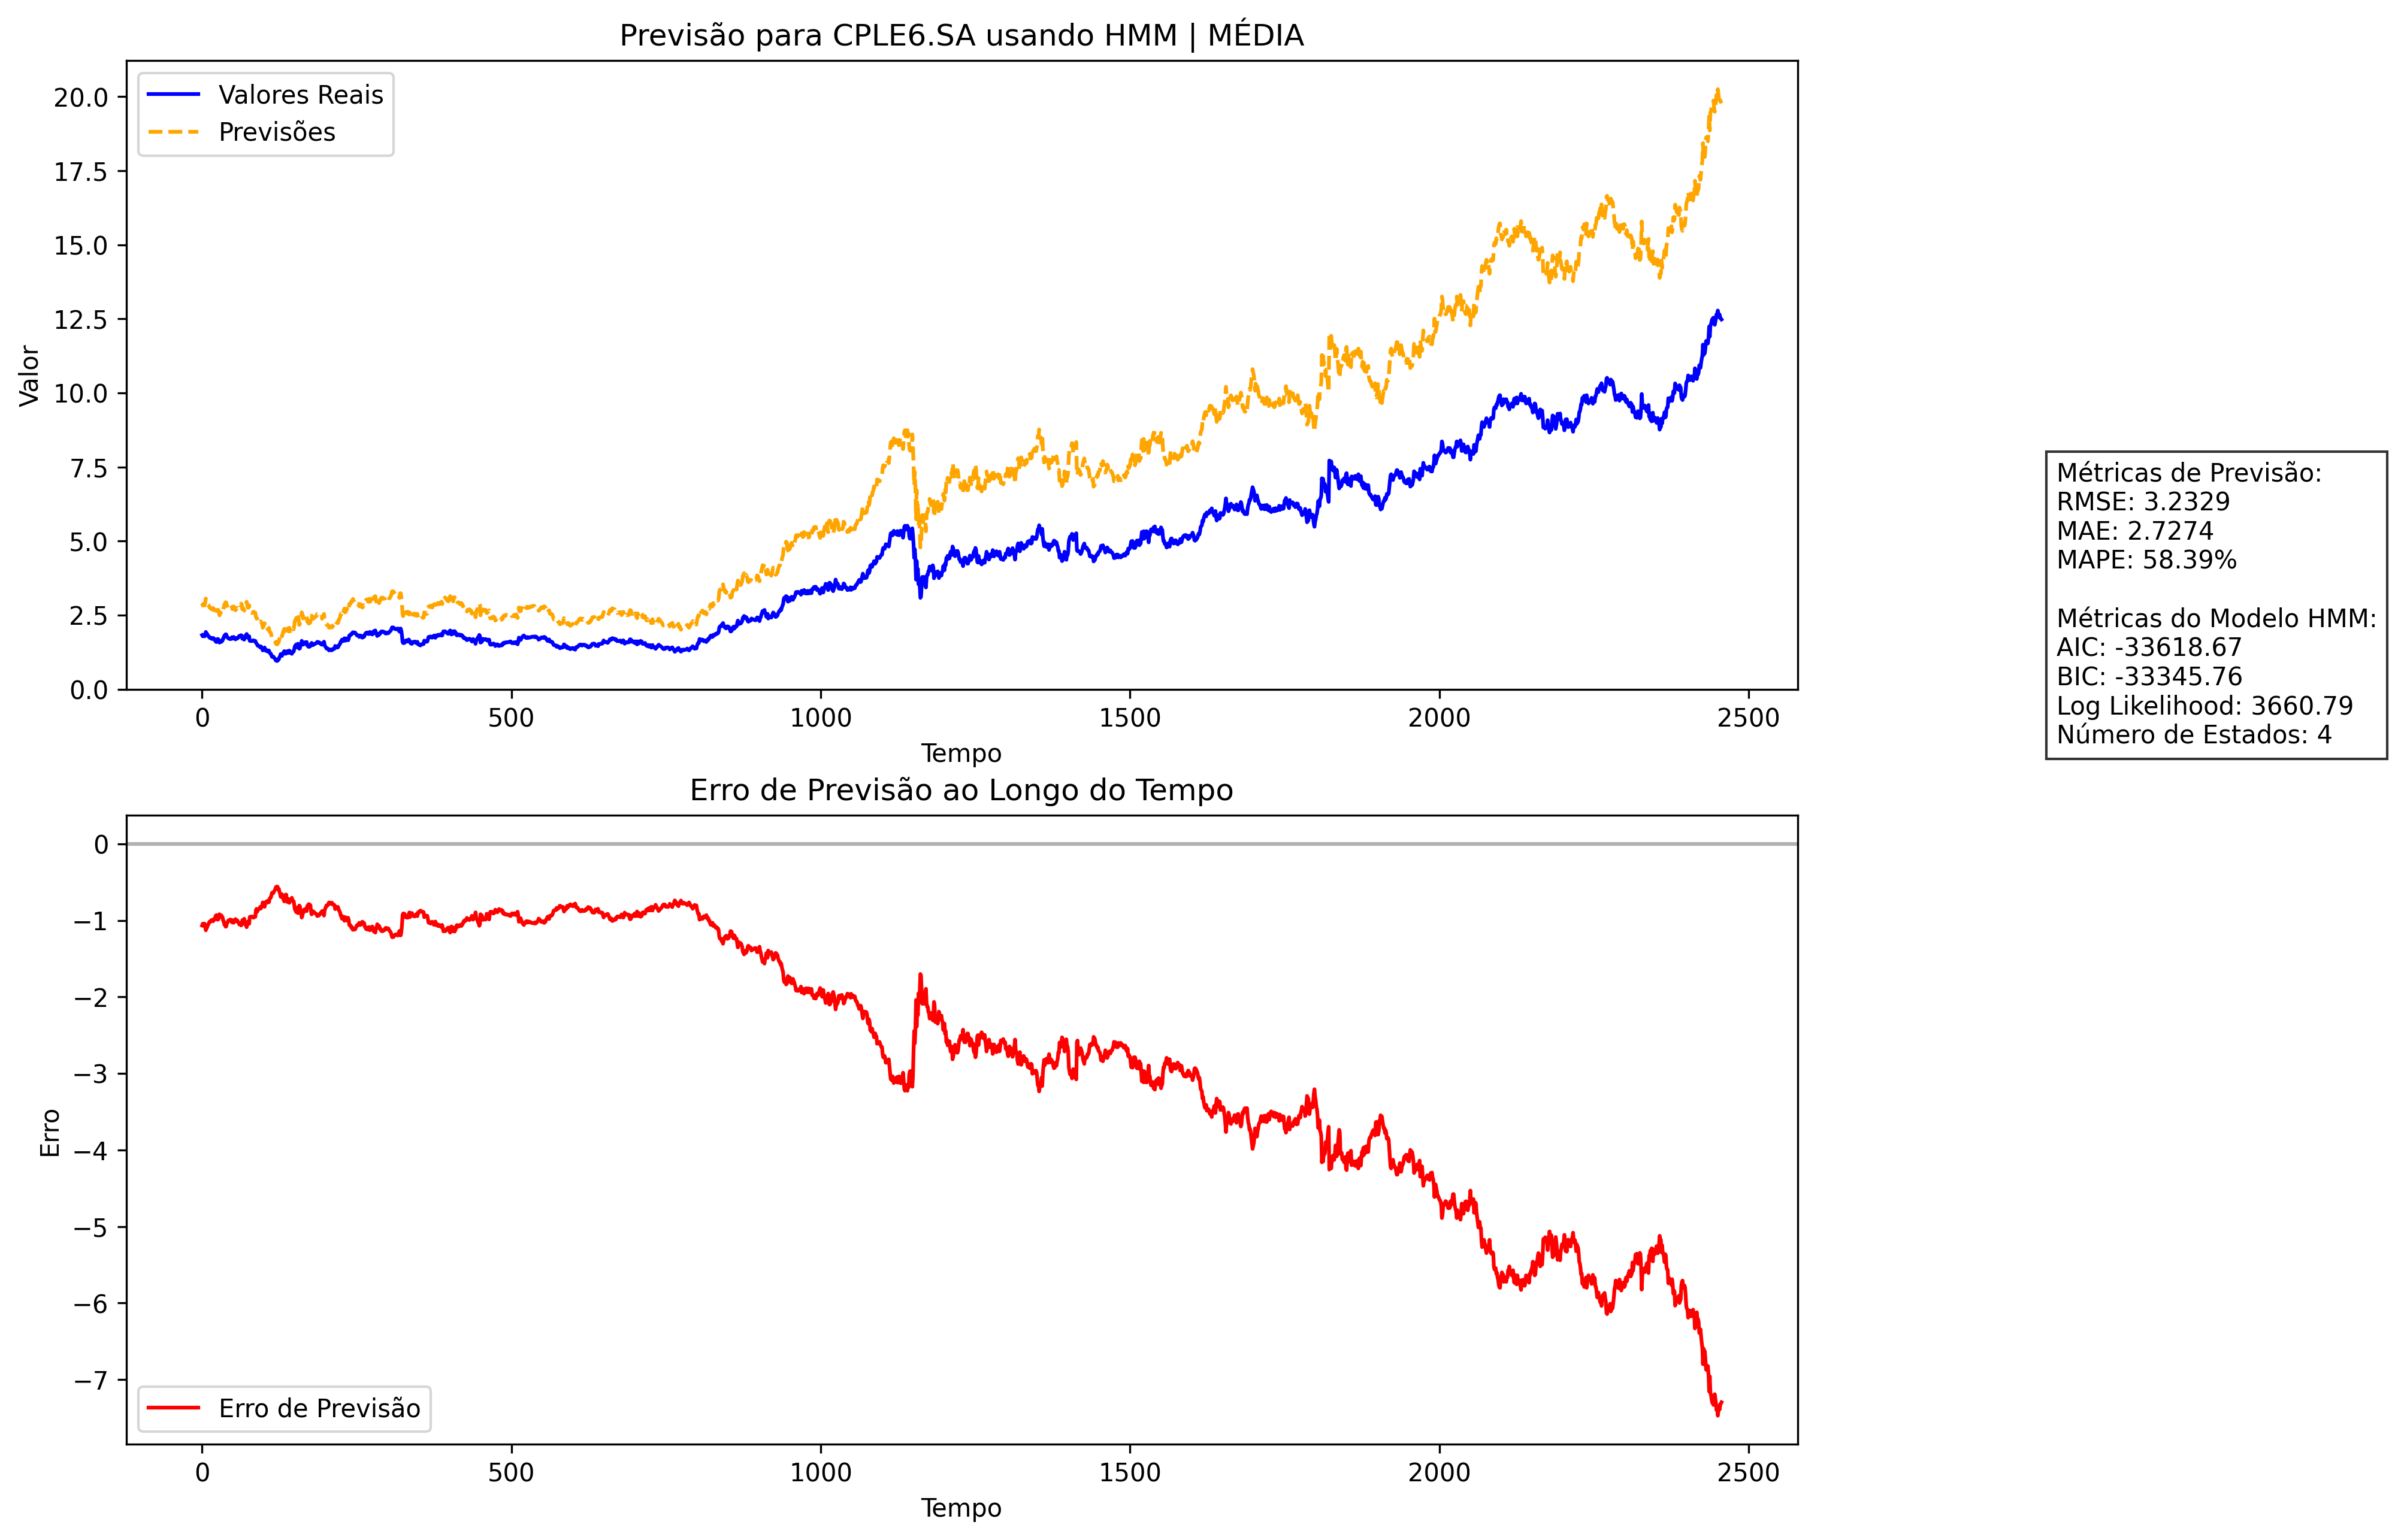 Previsão para CPLE6.SA usando HMM | MÉDIA
Valores Reais
Previsões
20.0
17.5
15.0
12.5
10.0
7.5
5.0
2.5
0.0
Valor
0 500 1000 1500 2000 2500
Tempo
Métricas de Previsão:
RMSE: 3.2329
MAE: 2.7274
MAPE: 58.39%
Métricas do Modelo HMM:
AIC: -33618.67
BIC: -33345.76
Log Likelihood: 3660.79
Número de Estados: 4
Erro de Previsão ao Longo do Tempo
0
−1
−2
−3
−4
−5
−6
−7
Erro
Erro de Previsão
0 500 1000 1500 2000 2500
Tempo